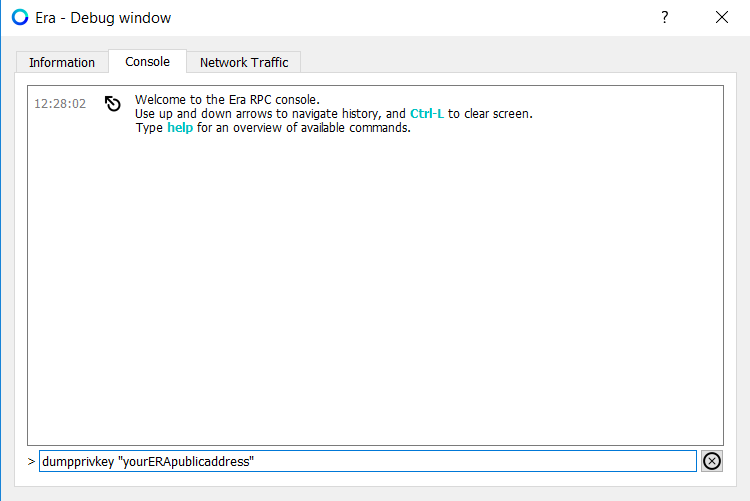 Era - Debug window
?
Information
Console
Network Traffic
12:28:02
Welcome to the Era RPC console.
Use up and down arrows to navigate history, and Ctrl-L to clear screen.
Type help for an overview of available commands.
> dumpprivkey "yourERApublicaddress"